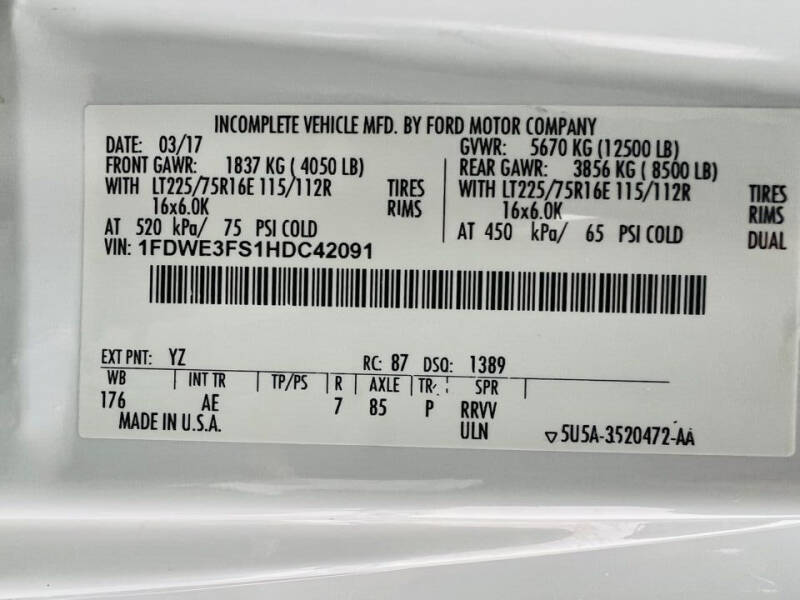 INCOMPLETE VEHICLE MFD. BY FORD MOTOR COMPANY
DATE: 03/17 GVWR: 5670 KG (12500 LB)
FRONT GAWR: 1837 KG ( 4050 LB) REAR GAWR: 3856 KG ( 8500 LB)
WITH LT225/75R16E 115/112R TIRES WITH LT225/75R16E 115/112R TIRES
16x6.0K RIMS 16x6.0K RIMS
AT 520 kPa/ 75 PSI COLD AT 450 kPa/ 65 PSI COLD DUAL
VIN: 1FDWE3FS1HDC42091
EXT PNT: YZ RC: 87 DSO: 1389
WB INT TR TP/PS R AXLE TR SPR
176 AE 7 85 P RRVV
MADE IN U.S.A. ULN ▽5U5A-3520472-AA